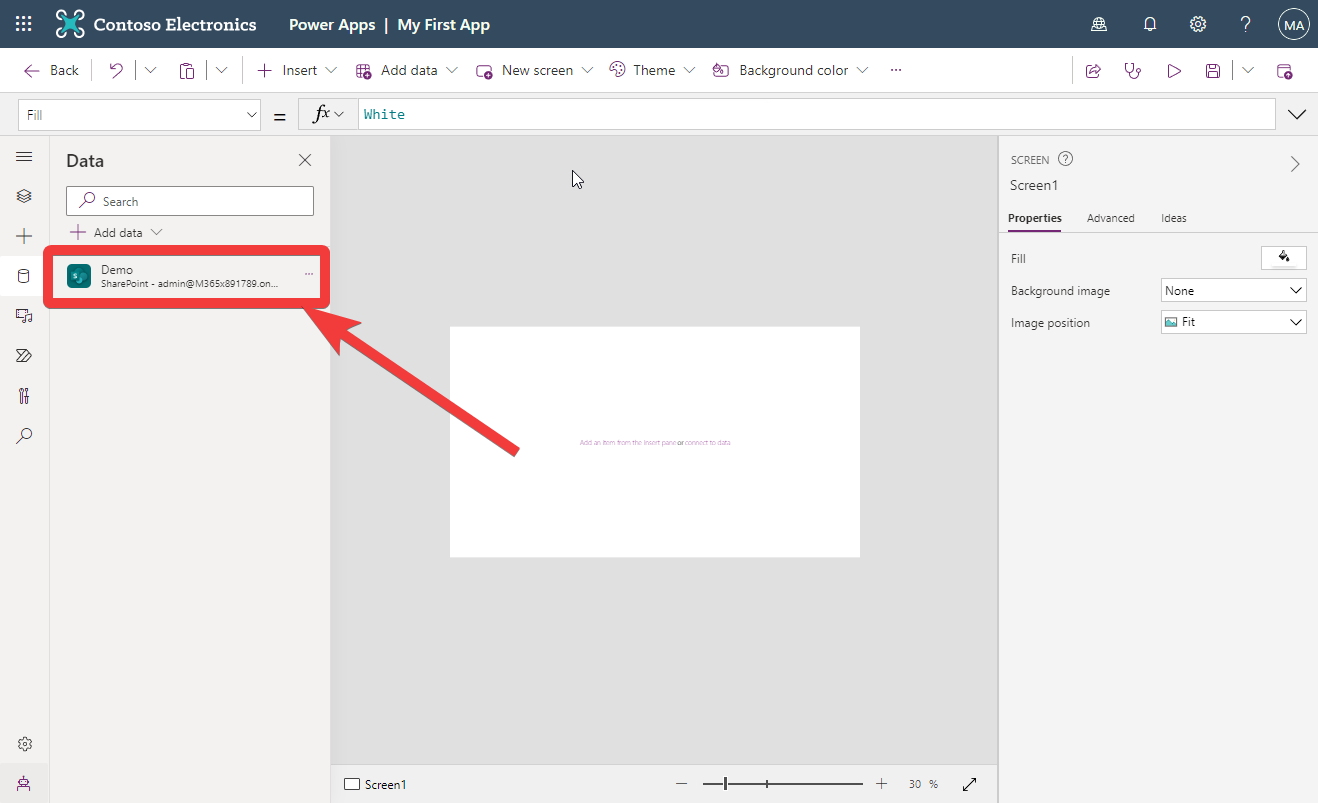 Contoso Electronics
Power Apps | My First App
MA
Back
Insert
Add data
New screen
Theme
Background color
...
Fill
=
fx
White
Data
Search
Add data
Demo
SharePoint - admin@M365x891789.on...
...
Add an item from the Insert pane or connect to data
Screen1
30 %
SCREEN ?
Screen1
Properties Advanced Ideas
Fill
Background image None
Image position Fit